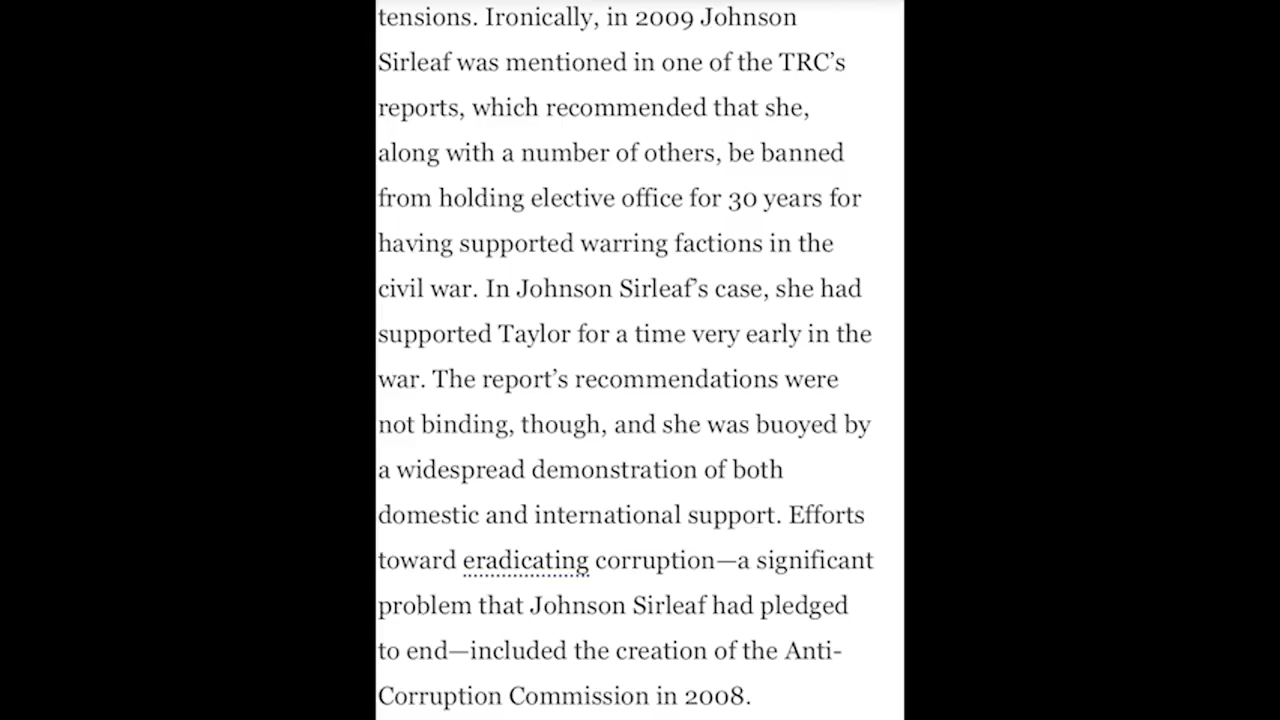 tensions. Ironically, in 2009 Johnson
Sirleaf was mentioned in one of the TRC’s
reports, which recommended that she,
along with a number of others, be banned
from holding elective office for 30 years for
having supported warring factions in the
civil war. In Johnson Sirleaf’s case, she had
supported Taylor for a time very early in the
war. The report’s recommendations were
not binding, though, and she was buoyed by
a widespread demonstration of both
domestic and international support. Efforts
toward eradicating corruption—a significant
problem that Johnson Sirleaf had pledged
to end—included the creation of the Anti-
Corruption Commission in 2008.